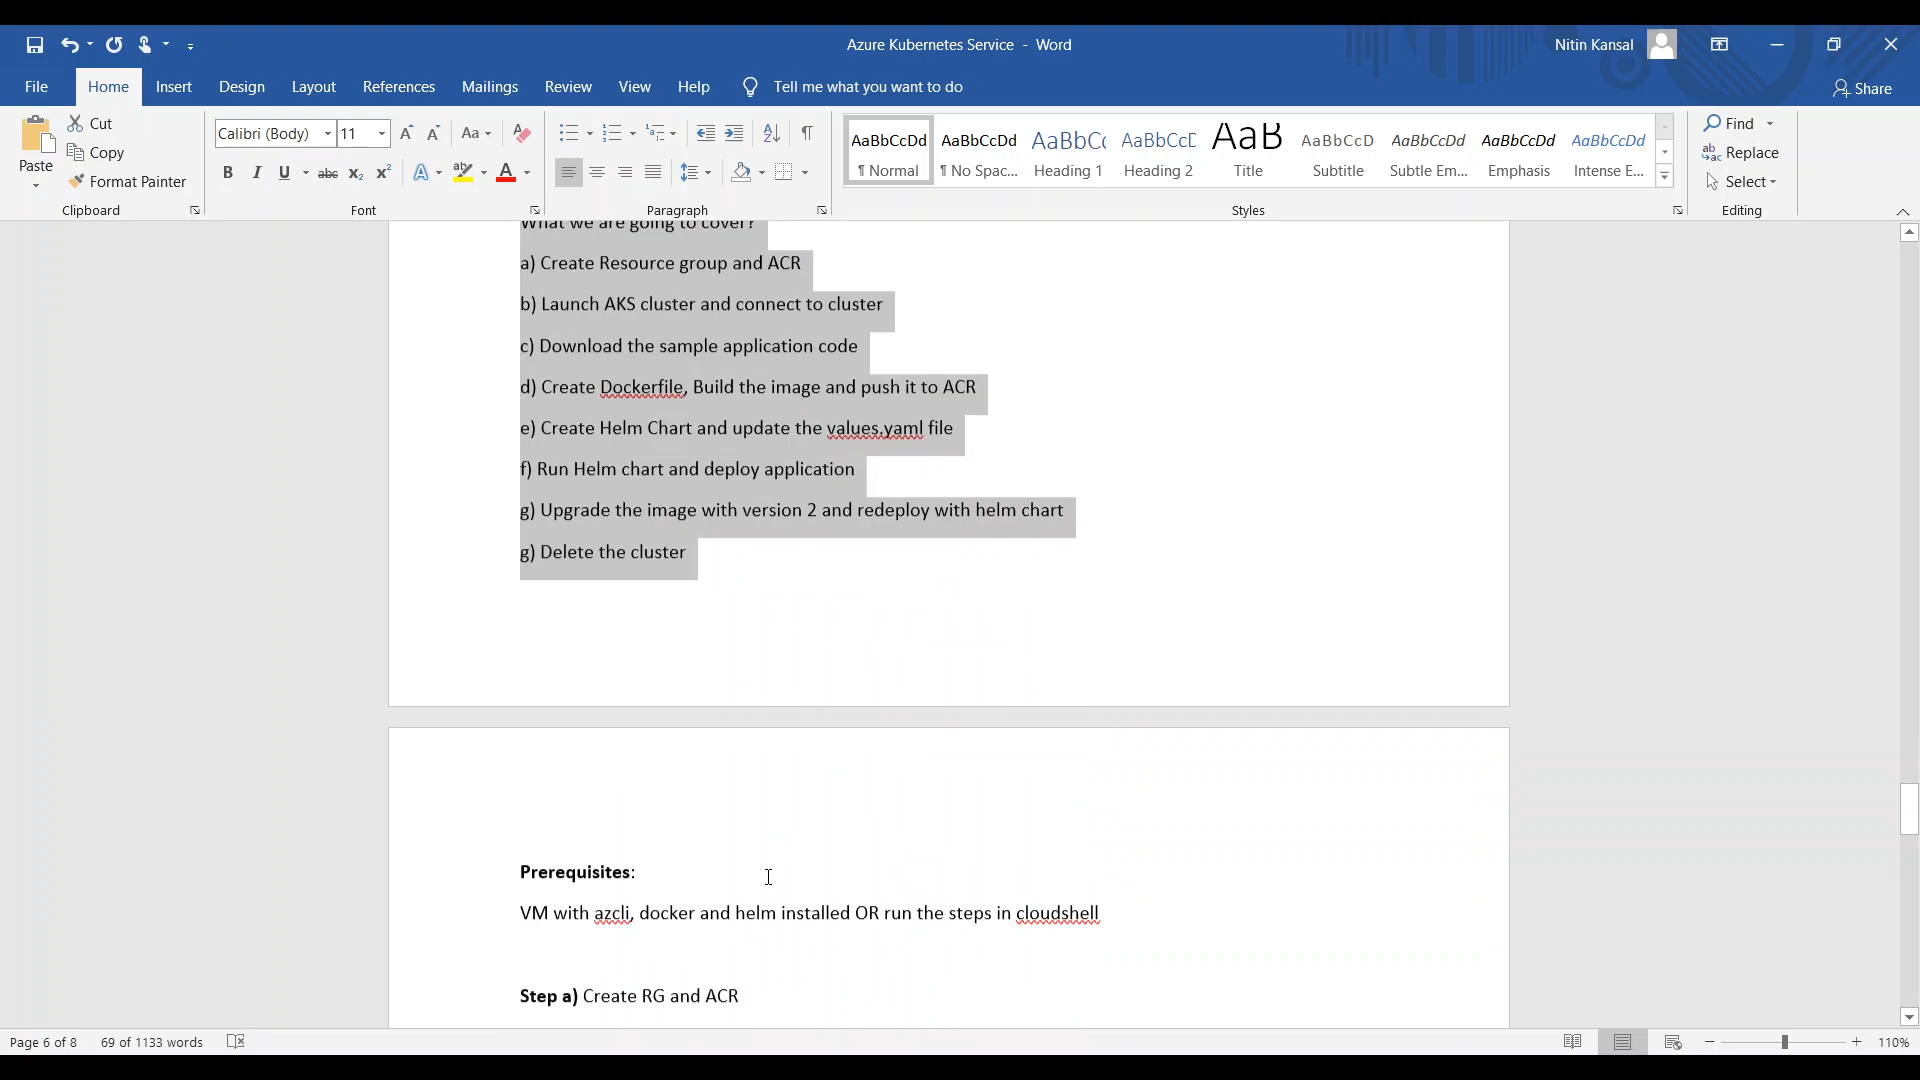 Azure Kubernetes Service - Word
Nitin Kansal
File Home Insert Design Layout References Mailings Review View Help Tell me what you want to do
Share
Paste
Cut
Copy
Format Painter
Clipboard
Calibri (Body) 11
Aa
B I U abc x₂ x² A ab A
Font
Paragraph
AaBbCcDd
¶ Normal
AaBbCcDd
¶ No Spac...
AaBbCc
Heading 1
AaBbCcD
Heading 2
AaB
Title
AaBbCcD
Subtitle
AaBbCcDd
Subtle Em...
AaBbCcDd
Emphasis
AaBbCcDd
Intense E...
Styles
Find
Replace
Select
Editing
What we are going to cover?
a) Create Resource group and ACR
b) Launch AKS cluster and connect to cluster
c) Download the sample application code
d) Create Dockerfile, Build the image and push it to ACR
e) Create Helm Chart and update the values.yaml file
f) Run Helm chart and deploy application
g) Upgrade the image with version 2 and redeploy with helm chart
g) Delete the cluster
Prerequisites:
VM with azcli, docker and helm installed OR run the steps in cloudshell
Step a) Create RG and ACR
Page 6 of 8 69 of 1133 words
110%